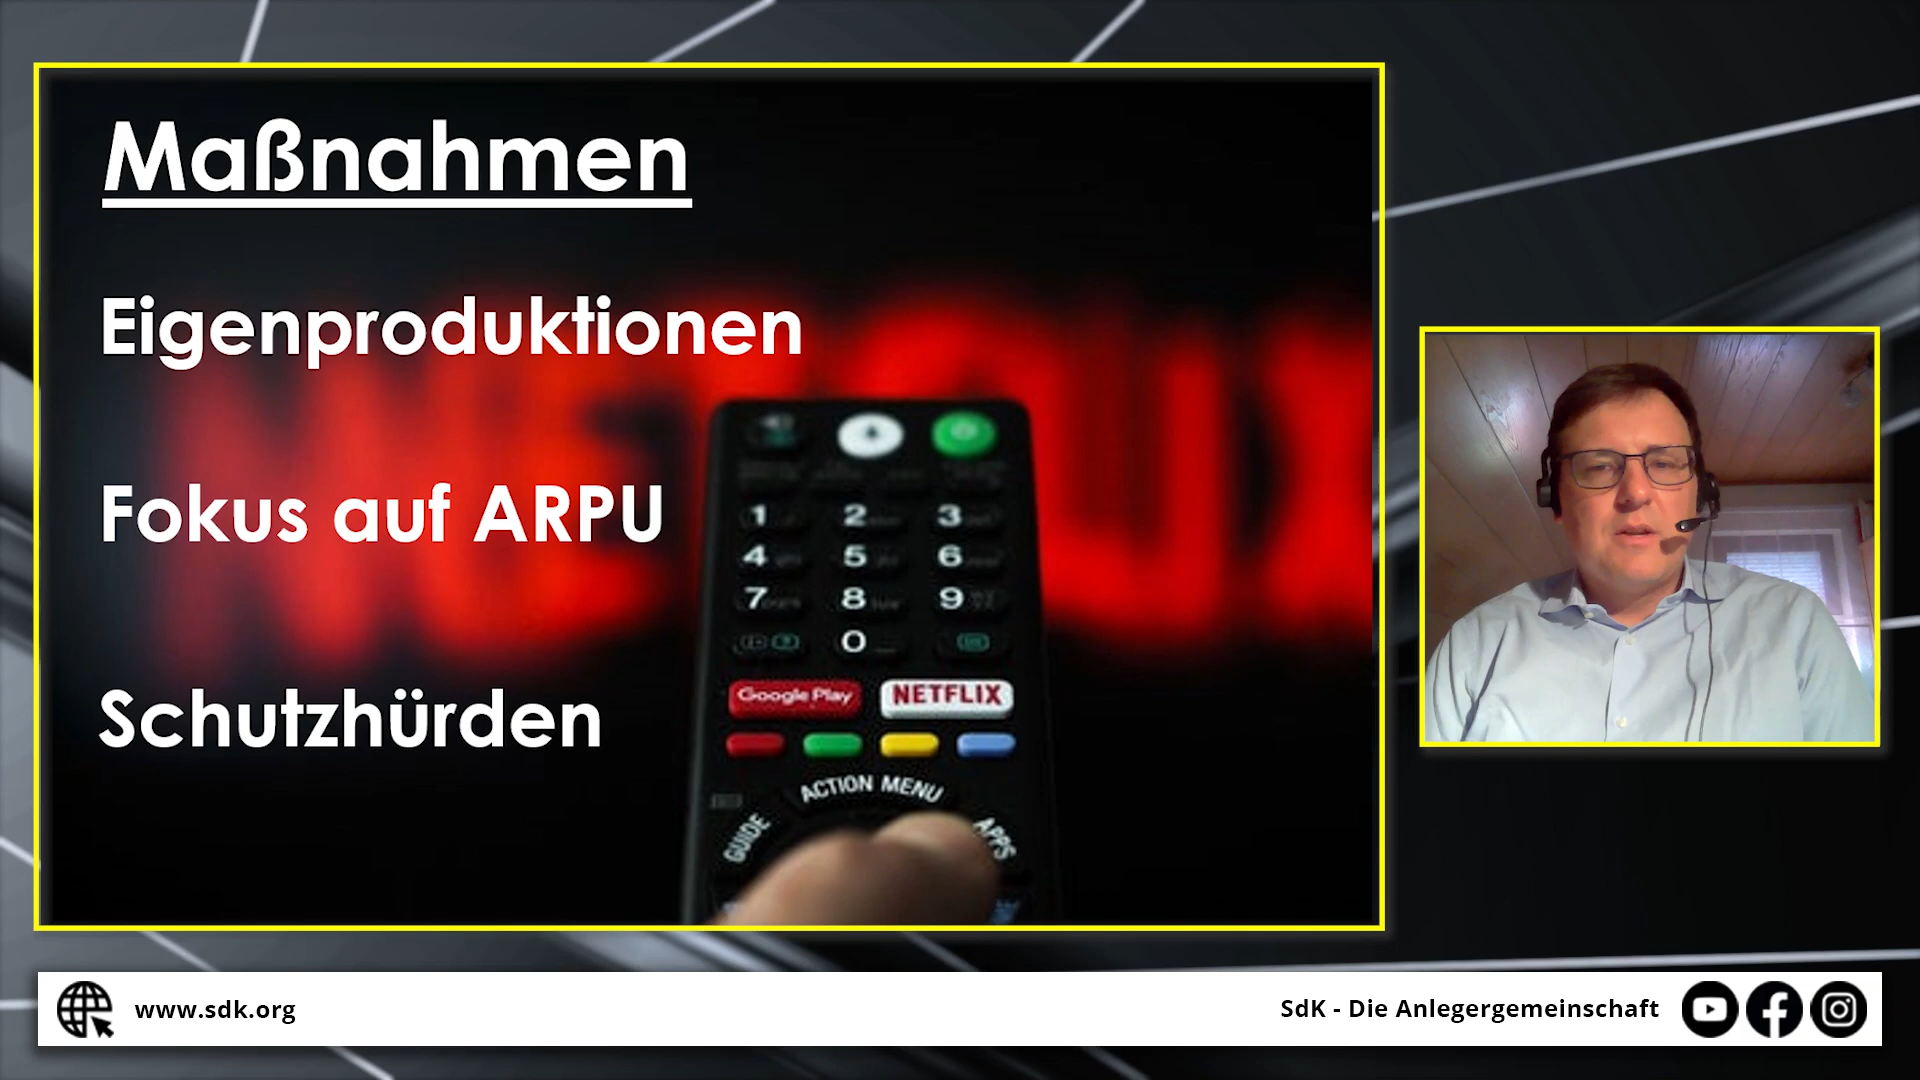 Maßnahmen
Eigenproduktionen
Fokus auf ARPU
Schutzhürden
1 2 3
4 5 6
7 8 9
0
Google Play NETFLIX
ACTION MENU
GUIDE
APPS
www.sdk.org
SdK - Die Anlegergemeinschaft